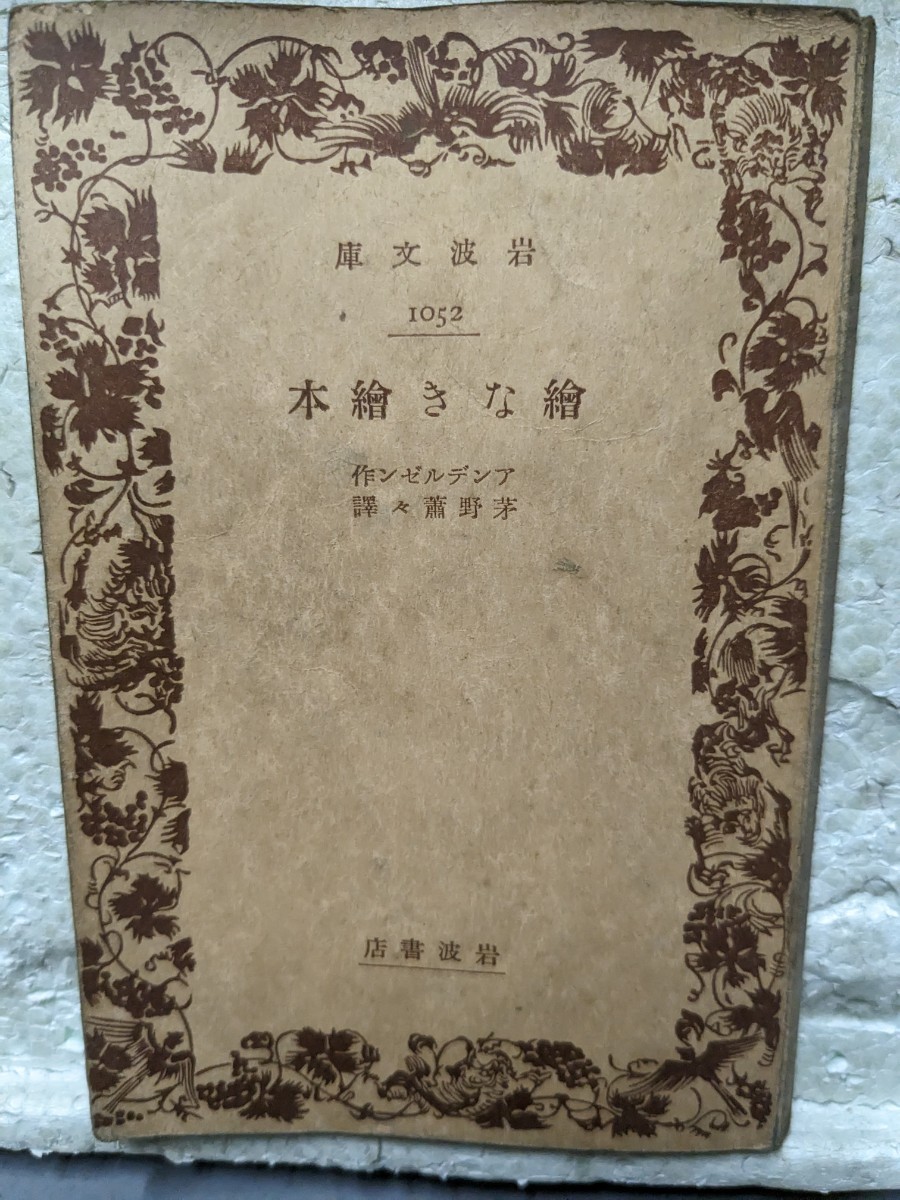 岩波文庫
1052
繪なき繪本
アンデルゼン作
茅野蕭々譯
岩波書店